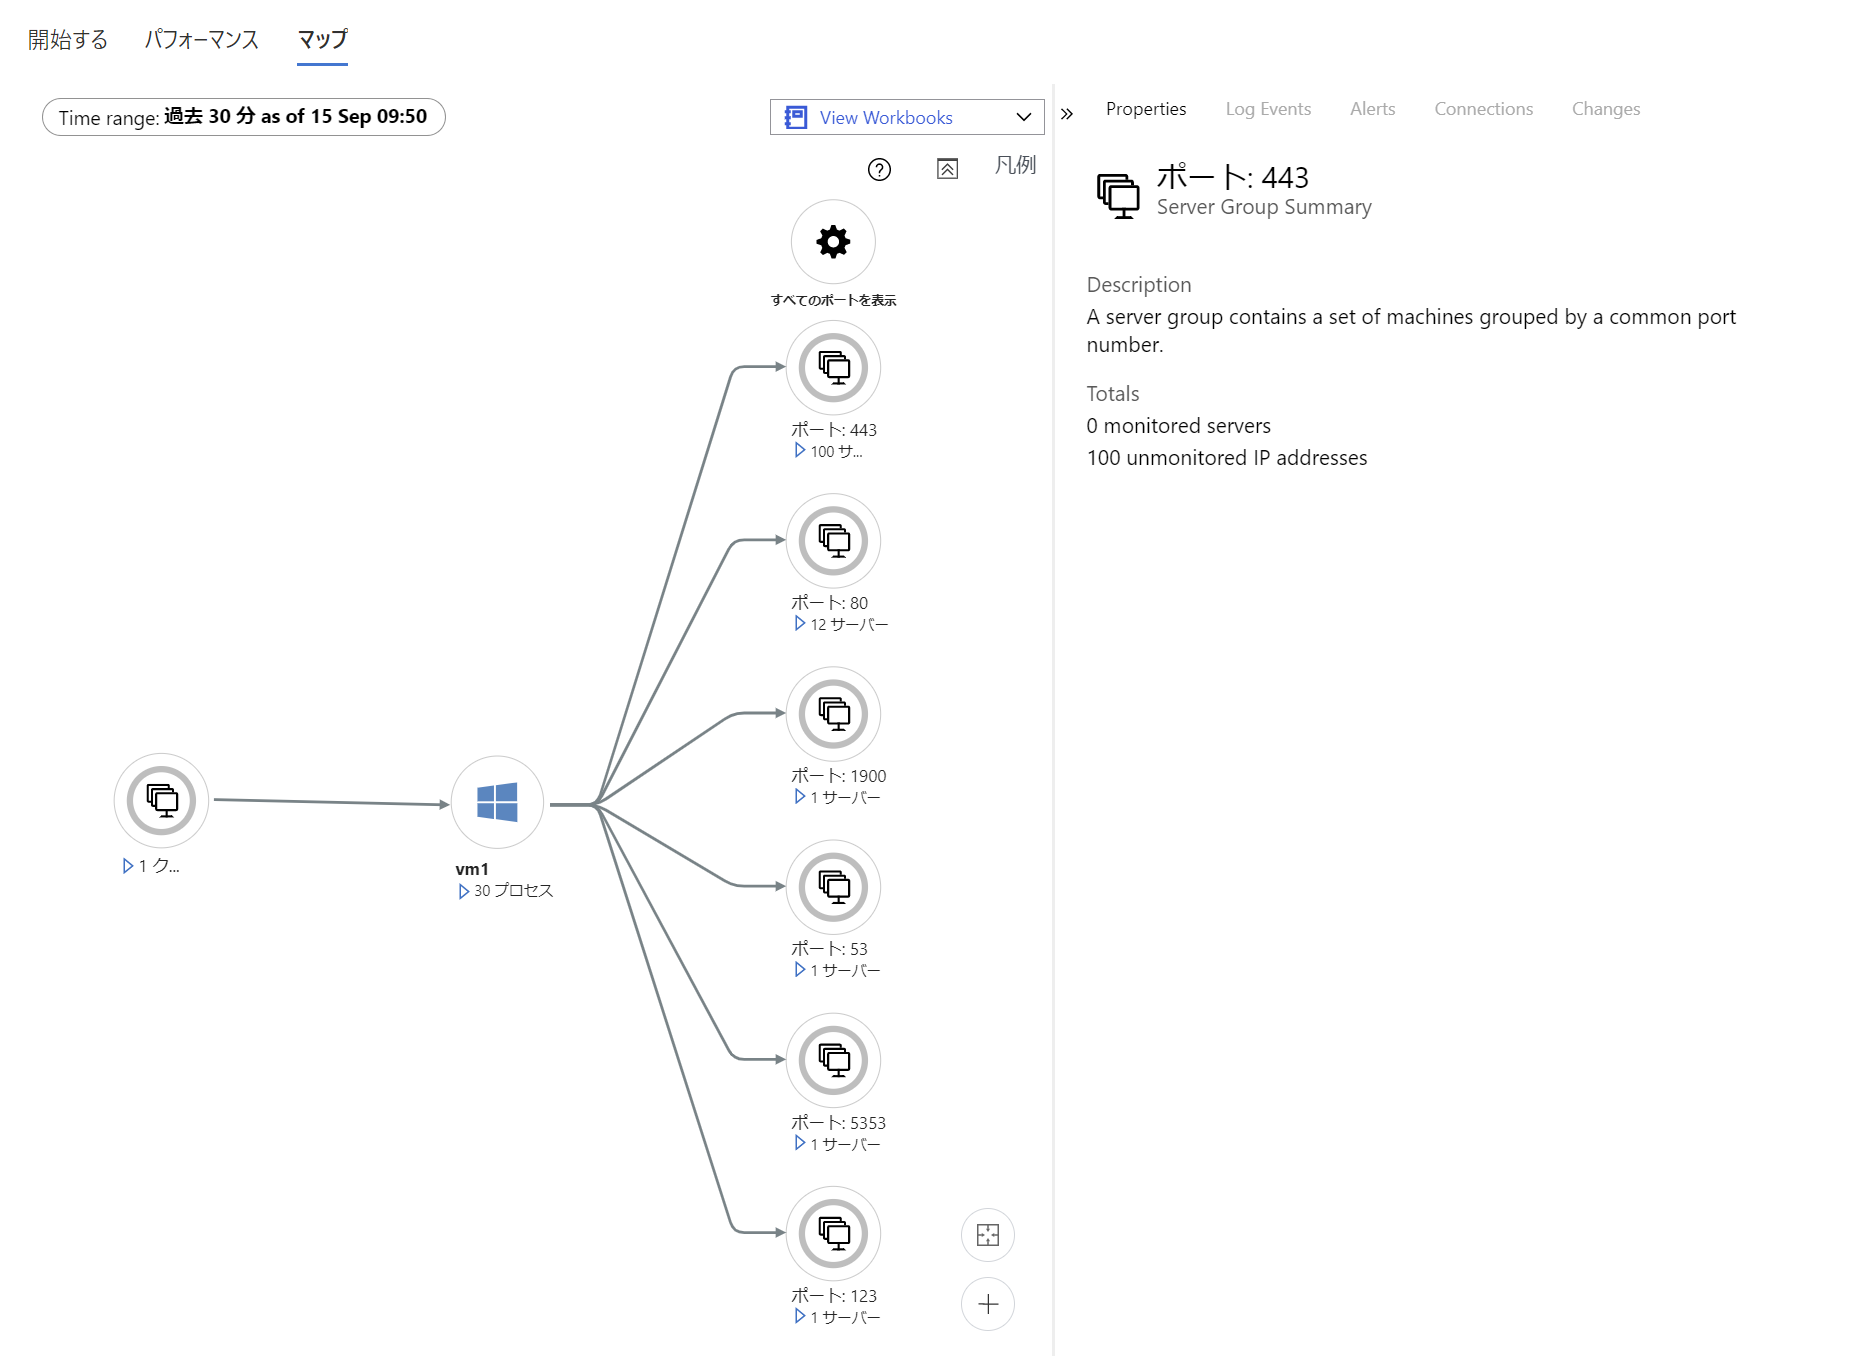 開始する パフォーマンス マップ
Time range: 過去 30 分 as of 15 Sep 09:50
View Workbooks
凡例
すべてのポートを表示
ポート: 443
100 サ...
ポート: 80
12 サーバー
ポート: 1900
1 サーバー
1 ク...
vm1
30 プロセス
ポート: 53
1 サーバー
ポート: 5353
1 サーバー
ポート: 123
1 サーバー
Properties Log Events Alerts Connections Changes
ポート: 443
Server Group Summary
Description
A server group contains a set of machines grouped by a common port
number.
Totals
0 monitored servers
100 unmonitored IP addresses